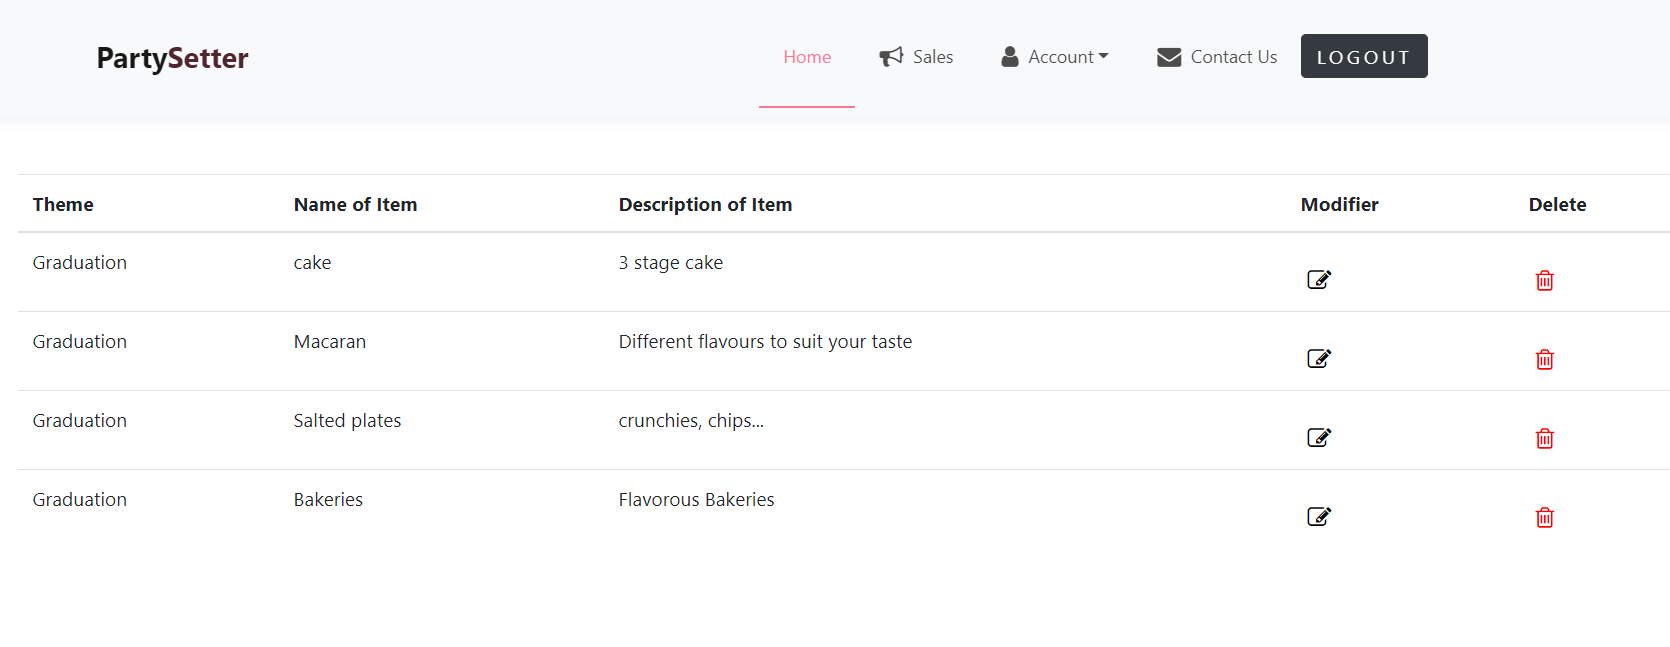 PartySetter Home Sales Account Contact Us LOGOUT
Theme Name of Item Description of Item Modifier Delete
Graduation cake 3 stage cake
Graduation Macaran Different flavours to suit your taste
Graduation Salted plates crunchies, chips...
Graduation Bakeries Flavorous Bakeries